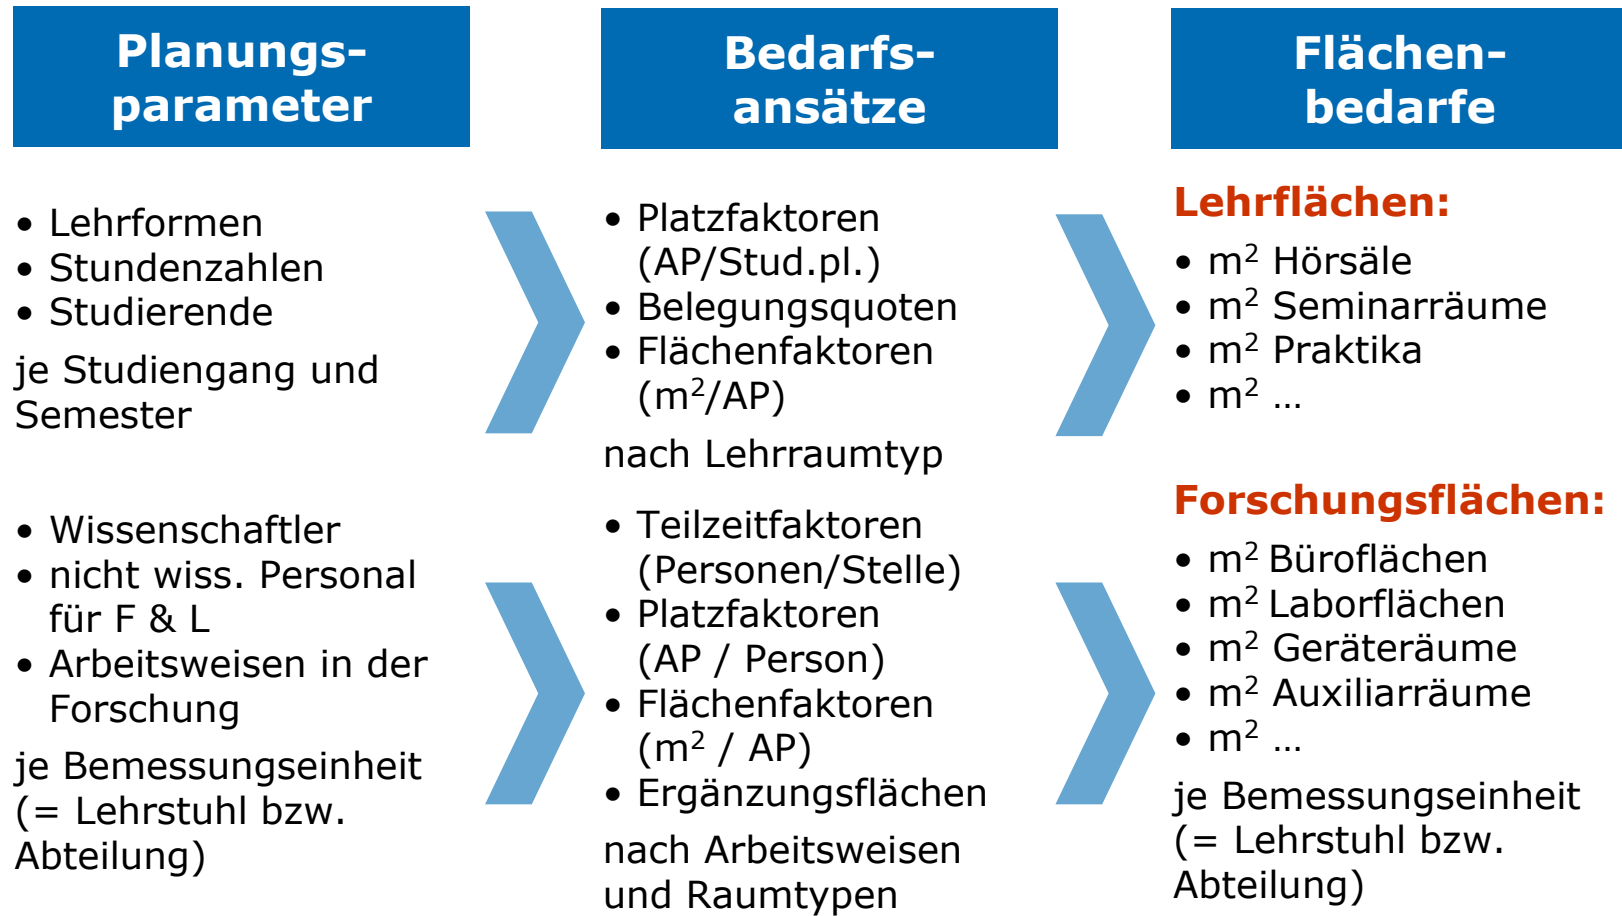 Planungs-
parameter
Bedarfs-
ansätze
Flächen-
bedarfe
• Lehrformen
• Stundenzahlen
• Studierende
je Studiengang und
Semester
• Platzfaktoren
(AP/Stud.pl.)
• Belegungsquoten
• Flächenfaktoren
(m²/AP)
nach Lehrraumtyp
Lehrflächen:
• m² Hörsäle
• m² Seminarräume
• m² Praktika
• m² …
• Wissenschaftler
• nicht wiss. Personal
für F & L
• Arbeitsweisen in der
Forschung
je Bemessungseinheit
(= Lehrstuhl bzw.
Abteilung)
• Teilzeitfaktoren
(Personen/Stelle)
• Platzfaktoren
(AP / Person)
• Flächenfaktoren
(m² / AP)
• Ergänzungsflächen
nach Arbeitsweisen
und Raumtypen
Forschungsflächen:
• m² Büroflächen
• m² Laborflächen
• m² Geräteräume
• m² Auxiliarräume
• m² …
je Bemessungseinheit
(= Lehrstuhl bzw.
Abteilung)